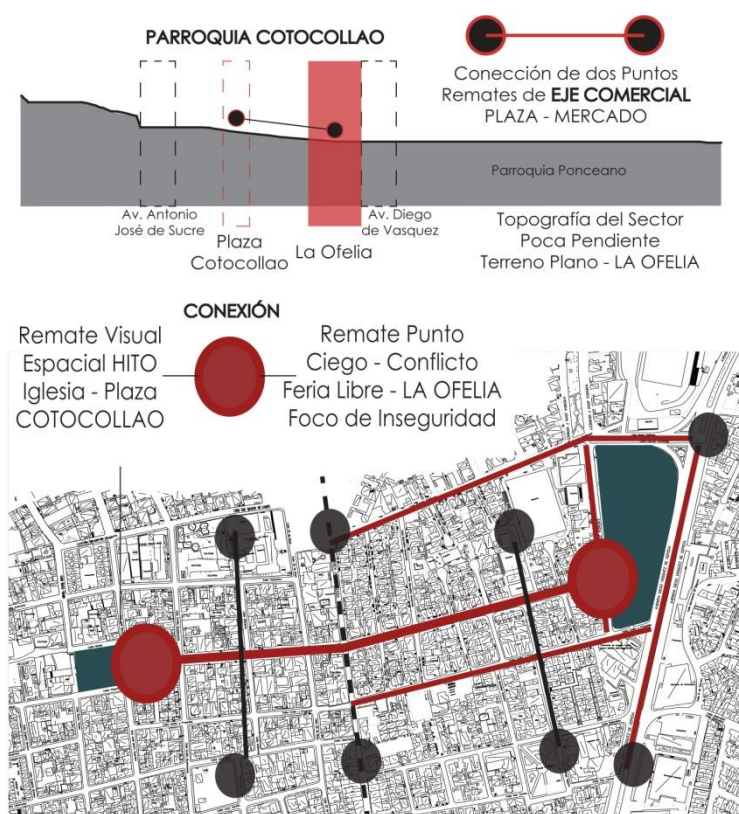 PARROQUIA COTOCOLLAO
Conección de dos Puntos
Remates de EJE COMERCIAL
PLAZA - MERCADO
Parroquia Ponceano
Av. Antonio
José de Sucre
Plaza
Cotocollao
La Ofelia
Av. Diego
de Vasquez
Topografía del Sector
Poca Pendiente
Terreno Plano - LA OFELIA
CONEXIÓN
Remate Visual
Espacial HITO
Iglesia - Plaza
COTOCOLLAO
Remate Punto
Ciego - Conflicto
Feria Libre - LA OFELIA
Foco de Inseguridad